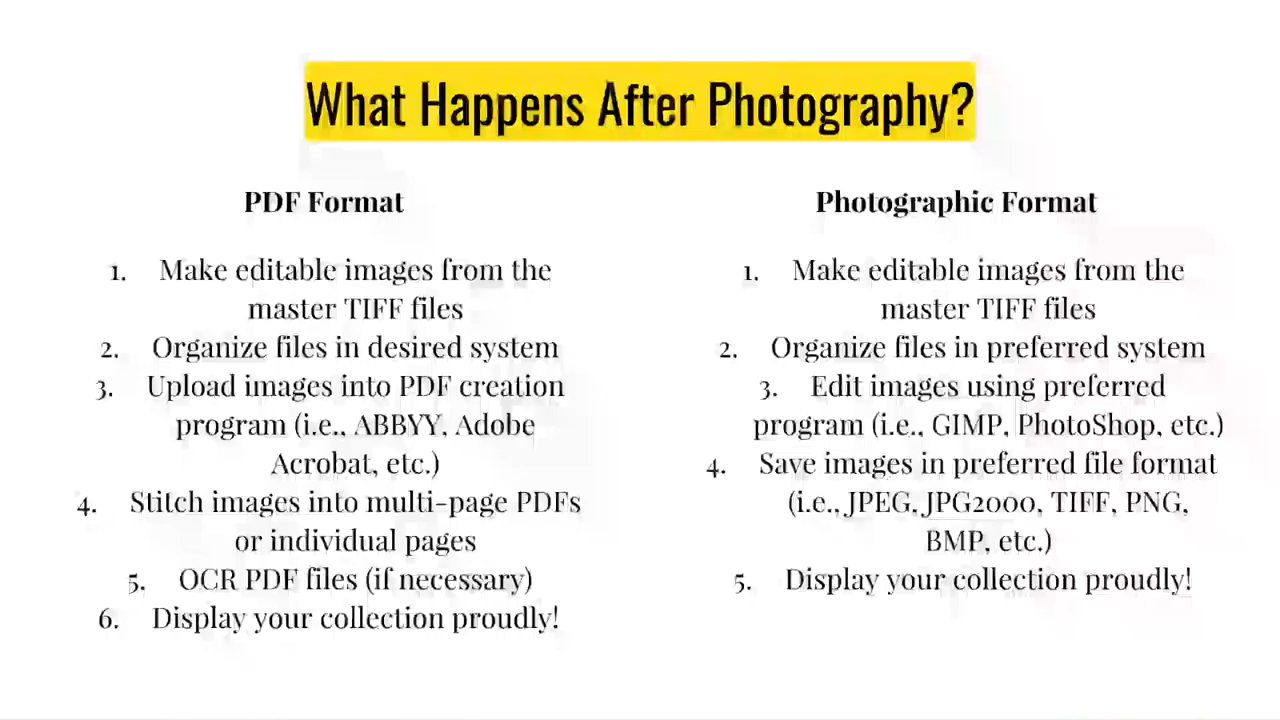 What Happens After Photography?
PDF Format
1. Make editable images from the
master TIFF files
2. Organize files in desired system
3. Upload images into PDF creation
program (i.e., ABBYY, Adobe
Acrobat, etc.)
4. Stitch images into multi-page PDFs
or individual pages
5. OCR PDF files (if necessary)
6. Display your collection proudly!
Photographic Format
1. Make editable images from the
master TIFF files
2. Organize files in preferred system
3. Edit images using preferred
program (i.e., GIMP, PhotoShop, etc.)
4. Save images in preferred file format
(i.e., JPEG, JPG2000, TIFF, PNG,
BMP, etc.)
5. Display your collection proudly!